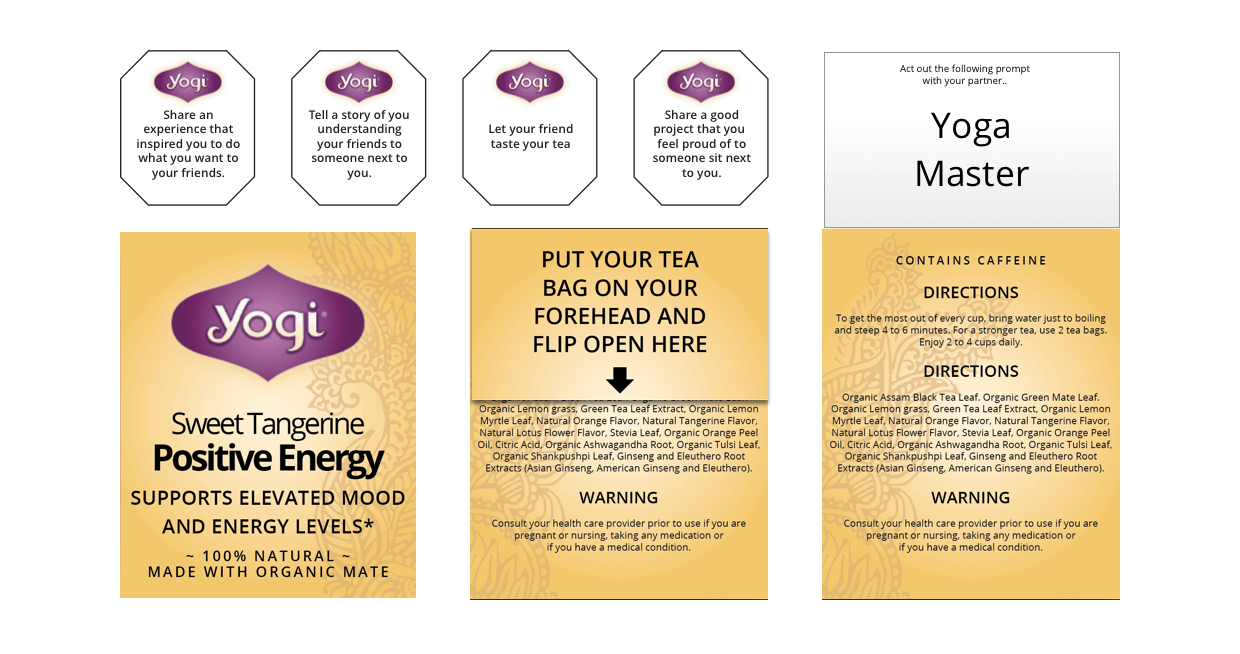 Yogi
Share an
experience that
inspired you to do
what you want to
your friends.
Yogi
Tell a story of you
understanding
your friends to
someone next to
you.
Yogi
Let your friend
taste your tea
Yogi
Share a good
project that you
feel proud of to
someone sit next
to you.
Act out the following prompt
with your partner..
Yoga
Master
Yogi
Sweet Tangerine
Positive Energy
SUPPORTS ELEVATED MOOD
AND ENERGY LEVELS*
~ 100% NATURAL ~
MADE WITH ORGANIC MATE
PUT YOUR TEA
BAG ON YOUR
FOREHEAD AND
FLIP OPEN HERE
Organic Lemon grass, Green Tea Leaf Extract, Organic Lemon
Myrtle Leaf, Natural Orange Flavor, Natural Tangerine Flavor,
Natural Lotus Flower Flavor, Stevia Leaf, Organic Orange Peel
Oil, Citric Acid, Organic Ashwagandha Root, Organic Tulsi Leaf,
Organic Shankpushpi Leaf, Ginseng and Eleuthero Root
Extracts (Asian Ginseng, American Ginseng and Eleuthero).
WARNING
Consult your health care provider prior to use if you are
pregnant or nursing, taking any medication or
if you have a medical condition.
CONTAINS CAFFEINE
DIRECTIONS
To get the most out of every cup, bring water just to boiling
and steep 4 to 6 minutes. For a stronger tea, use 2 tea bags.
Enjoy 2 to 4 cups daily.
DIRECTIONS
Organic Assam Black Tea Leaf. Organic Green Mate Leaf.
Organic Lemon grass, Green Tea Leaf Extract, Organic Lemon
Myrtle Leaf, Natural Orange Flavor, Natural Tangerine Flavor,
Natural Lotus Flower Flavor, Stevia Leaf, Organic Orange Peel
Oil, Citric Acid, Organic Ashwagandha Root, Organic Tulsi Leaf,
Organic Shankpushpi Leaf, Ginseng and Eleuthero Root
Extracts (Asian Ginseng, American Ginseng and Eleuthero).
WARNING
Consult your health care provider prior to use if you are
pregnant or nursing, taking any medication or
if you have a medical condition.